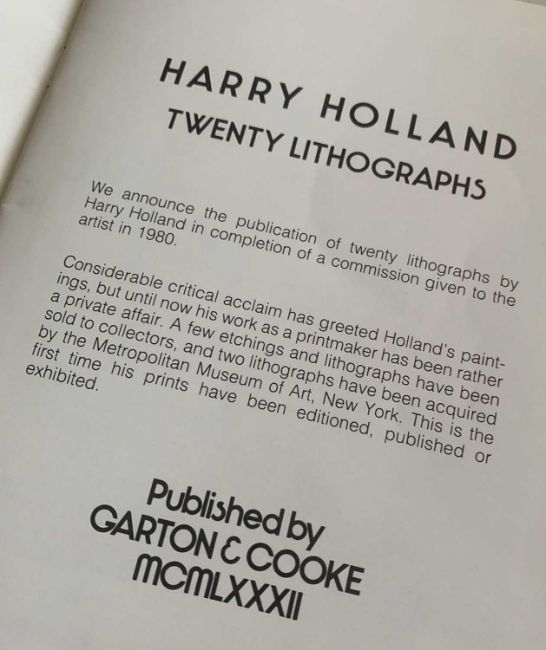 HARRY HOLLAND
TWENTY LITHOGRAPHS
We announce the publication of twenty lithographs by
Harry Holland in completion of a commission given to the
artist in 1980.
Considerable critical acclaim has greeted Holland's paint-
ings, but until now his work as a printmaker has been rather
a private affair. A few etchings and lithographs have been
sold to collectors, and two lithographs have been acquired
by the Metropolitan Museum of Art, New York. This is the
first time his prints have been editioned, published or
exhibited.
Published by
GARTON & COOKE
MCMLXXXII